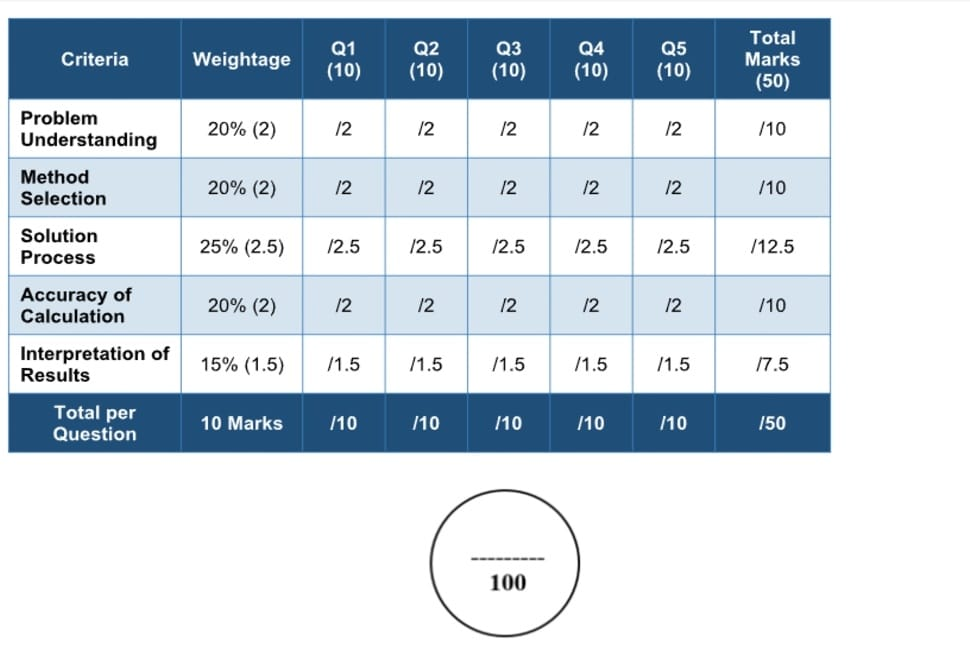 Criteria Weightage Q1 (10) Q2 (10) Q3 (10) Q4 (10) Q5 (10) Total Marks (50)
Problem Understanding 20% (2) /2 /2 /2 /2 /2 /10
Method Selection 20% (2) /2 /2 /2 /2 /2 /10
Solution Process 25% (2.5) /2.5 /2.5 /2.5 /2.5 /2.5 /12.5
Accuracy of Calculation 20% (2) /2 /2 /2 /2 /2 /10
Interpretation of Results 15% (1.5) /1.5 /1.5 /1.5 /1.5 /1.5 /7.5
Total per Question 10 Marks /10 /10 /10 /10 /10 /50
---------
100